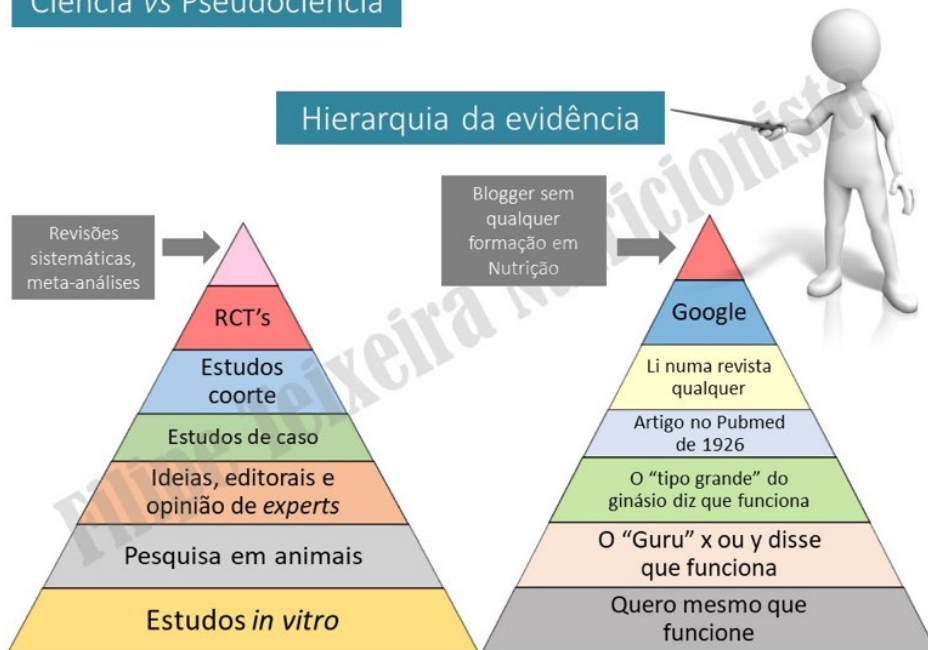 Ciência vs Pseudociência
Hierarquia da evidência
Revisões
sistemáticas,
meta-análises
RCT's
Estudos
coorte
Estudos de caso
Ideias, editorais e
opinião de experts
Pesquisa em animais
Estudos in vitro
Blogger sem
qualquer
formação em
Nutrição
Google
Li numa revista
qualquer
Artigo no Pubmed
de 1926
O “tipo grande” do
ginásio diz que funciona
O “Guru” x ou y disse
que funciona
Quero mesmo que
funcione
Filipe Teixeira Nutricionista